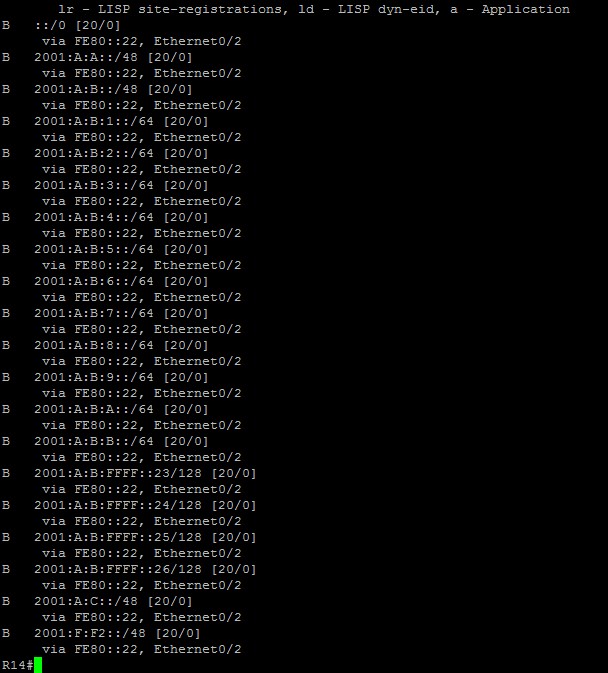 lr - LISP site-registrations, ld - LISP dyn-eid, a - Application
B   ::/0 [20/0]
     via FE80::22, Ethernet0/2
B   2001:A:A::/48 [20/0]
     via FE80::22, Ethernet0/2
B   2001:A:B::/48 [20/0]
     via FE80::22, Ethernet0/2
B   2001:A:B:1::/64 [20/0]
     via FE80::22, Ethernet0/2
B   2001:A:B:2::/64 [20/0]
     via FE80::22, Ethernet0/2
B   2001:A:B:3::/64 [20/0]
     via FE80::22, Ethernet0/2
B   2001:A:B:4::/64 [20/0]
     via FE80::22, Ethernet0/2
B   2001:A:B:5::/64 [20/0]
     via FE80::22, Ethernet0/2
B   2001:A:B:6::/64 [20/0]
     via FE80::22, Ethernet0/2
B   2001:A:B:7::/64 [20/0]
     via FE80::22, Ethernet0/2
B   2001:A:B:8::/64 [20/0]
     via FE80::22, Ethernet0/2
B   2001:A:B:9::/64 [20/0]
     via FE80::22, Ethernet0/2
B   2001:A:B:A::/64 [20/0]
     via FE80::22, Ethernet0/2
B   2001:A:B:B::/64 [20/0]
     via FE80::22, Ethernet0/2
B   2001:A:B:FFFF::23/128 [20/0]
     via FE80::22, Ethernet0/2
B   2001:A:B:FFFF::24/128 [20/0]
     via FE80::22, Ethernet0/2
B   2001:A:B:FFFF::25/128 [20/0]
     via FE80::22, Ethernet0/2
B   2001:A:B:FFFF::26/128 [20/0]
     via FE80::22, Ethernet0/2
B   2001:A:C::/48 [20/0]
     via FE80::22, Ethernet0/2
B   2001:F:F2::/48 [20/0]
     via FE80::22, Ethernet0/2
R14#